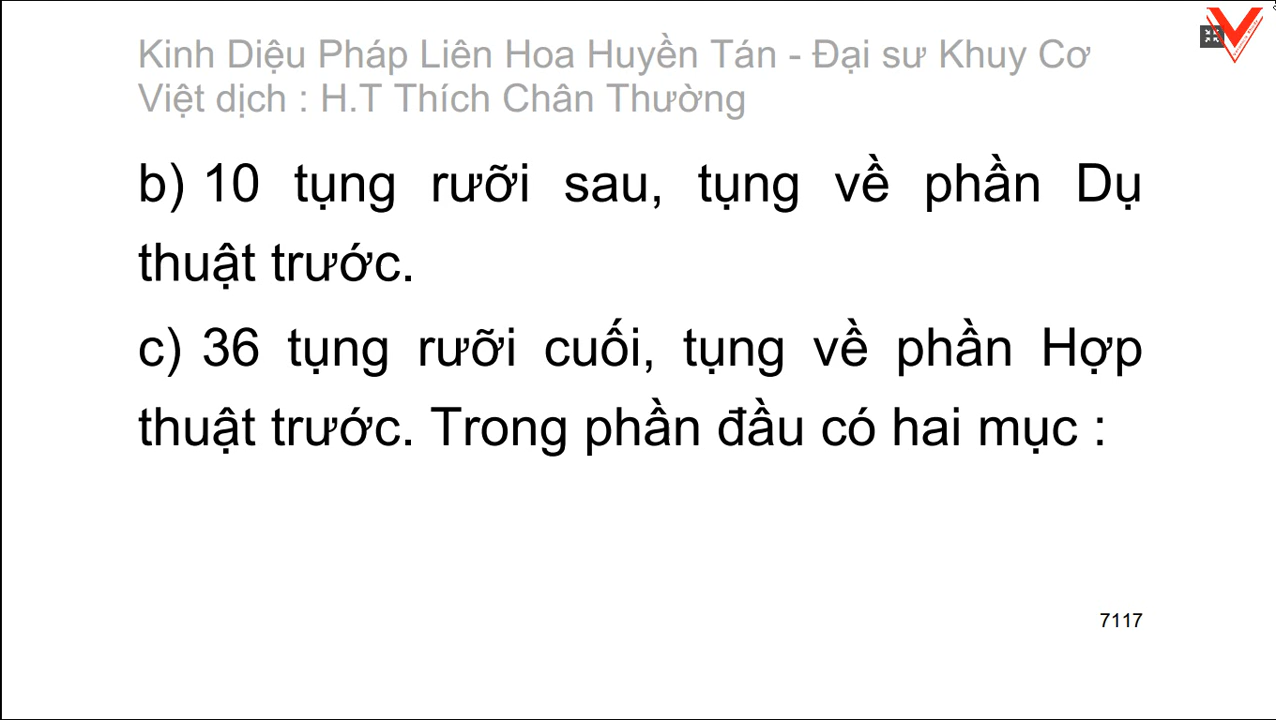 Kinh Diệu Pháp Liên Hoa Huyền Tán - Đại sư Khuy Cơ
Việt dịch : H.T Thích Chân Thường
b) 10 tụng rưỡi sau, tụng về phần Dụ
thuật trước.
c) 36 tụng rưỡi cuối, tụng về phần Hợp
thuật trước. Trong phần đầu có hai mục :
7117